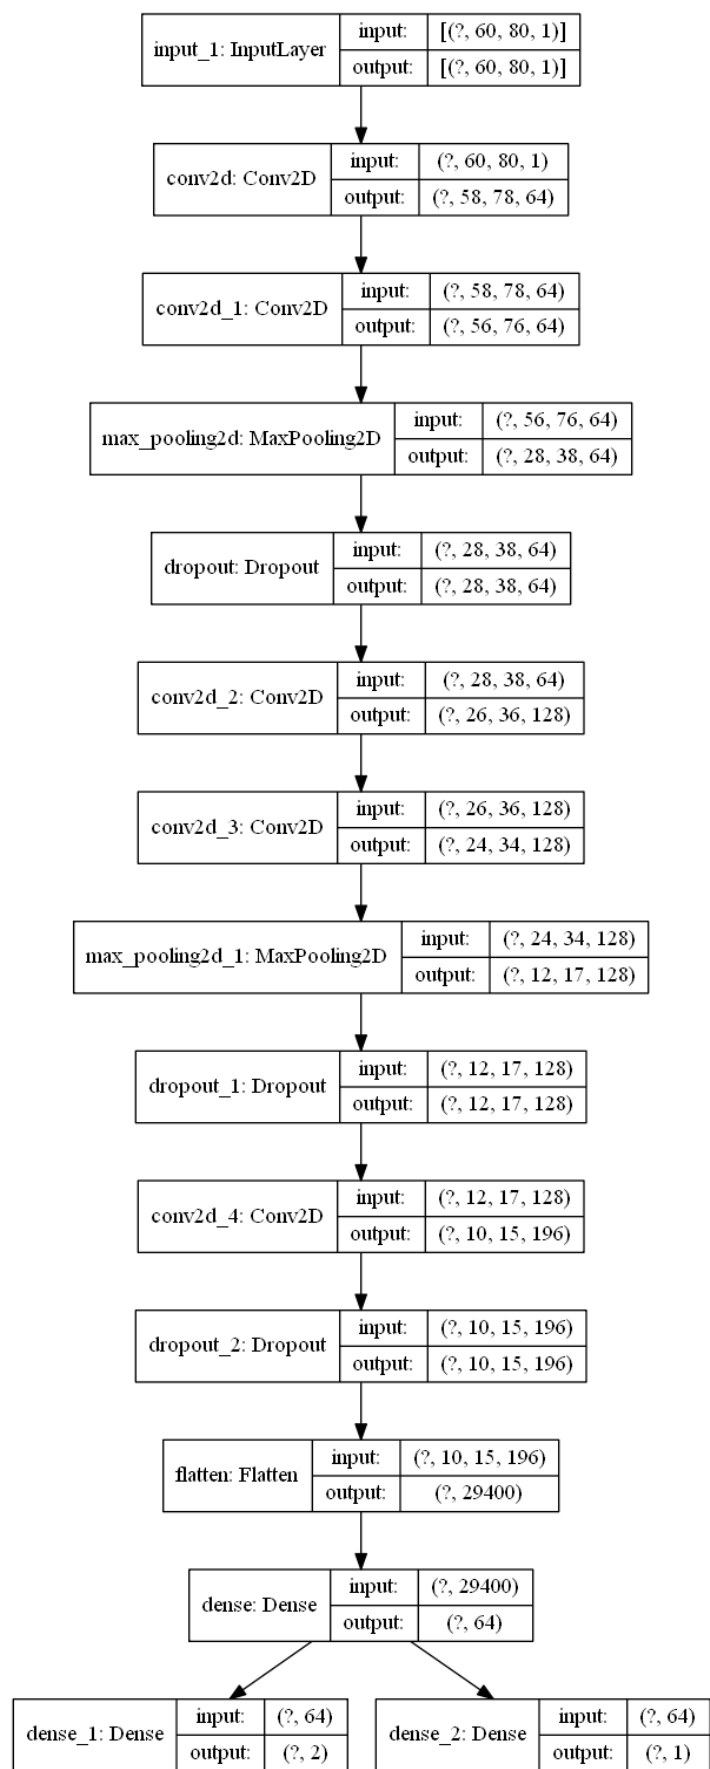 input_1: InputLayer
input: [(?, 60, 80, 1)]
output: [(?, 60, 80, 1)]
conv2d: Conv2D
input: (?, 60, 80, 1)
output: (?, 58, 78, 64)
conv2d_1: Conv2D
input: (?, 58, 78, 64)
output: (?, 56, 76, 64)
max_pooling2d: MaxPooling2D
input: (?, 56, 76, 64)
output: (?, 28, 38, 64)
dropout: Dropout
input: (?, 28, 38, 64)
output: (?, 28, 38, 64)
conv2d_2: Conv2D
input: (?, 28, 38, 64)
output: (?, 26, 36, 128)
conv2d_3: Conv2D
input: (?, 26, 36, 128)
output: (?, 24, 34, 128)
max_pooling2d_1: MaxPooling2D
input: (?, 24, 34, 128)
output: (?, 12, 17, 128)
dropout_1: Dropout
input: (?, 12, 17, 128)
output: (?, 12, 17, 128)
conv2d_4: Conv2D
input: (?, 12, 17, 128)
output: (?, 10, 15, 196)
dropout_2: Dropout
input: (?, 10, 15, 196)
output: (?, 10, 15, 196)
flatten: Flatten
input: (?, 10, 15, 196)
output: (?, 29400)
dense: Dense
input: (?, 29400)
output: (?, 64)
dense_1: Dense
input: (?, 64)
output: (?, 2)
dense_2: Dense
input: (?, 64)
output: (?, 1)